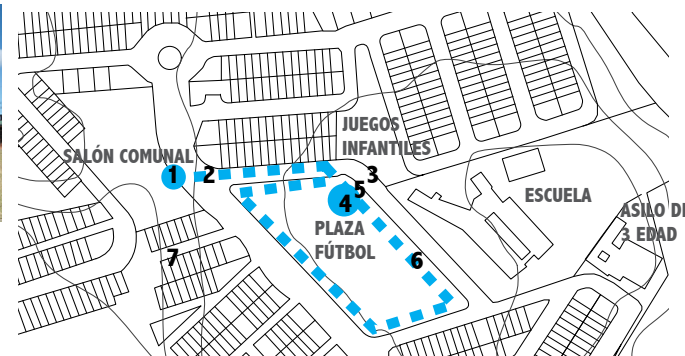 JUEGOS
INFANTILES
SALÓN COMUNAL
1
2
3
5
4
ESCUELA
PLAZA
FÚTBOL
ASILO DE
3 EDAD
7
6